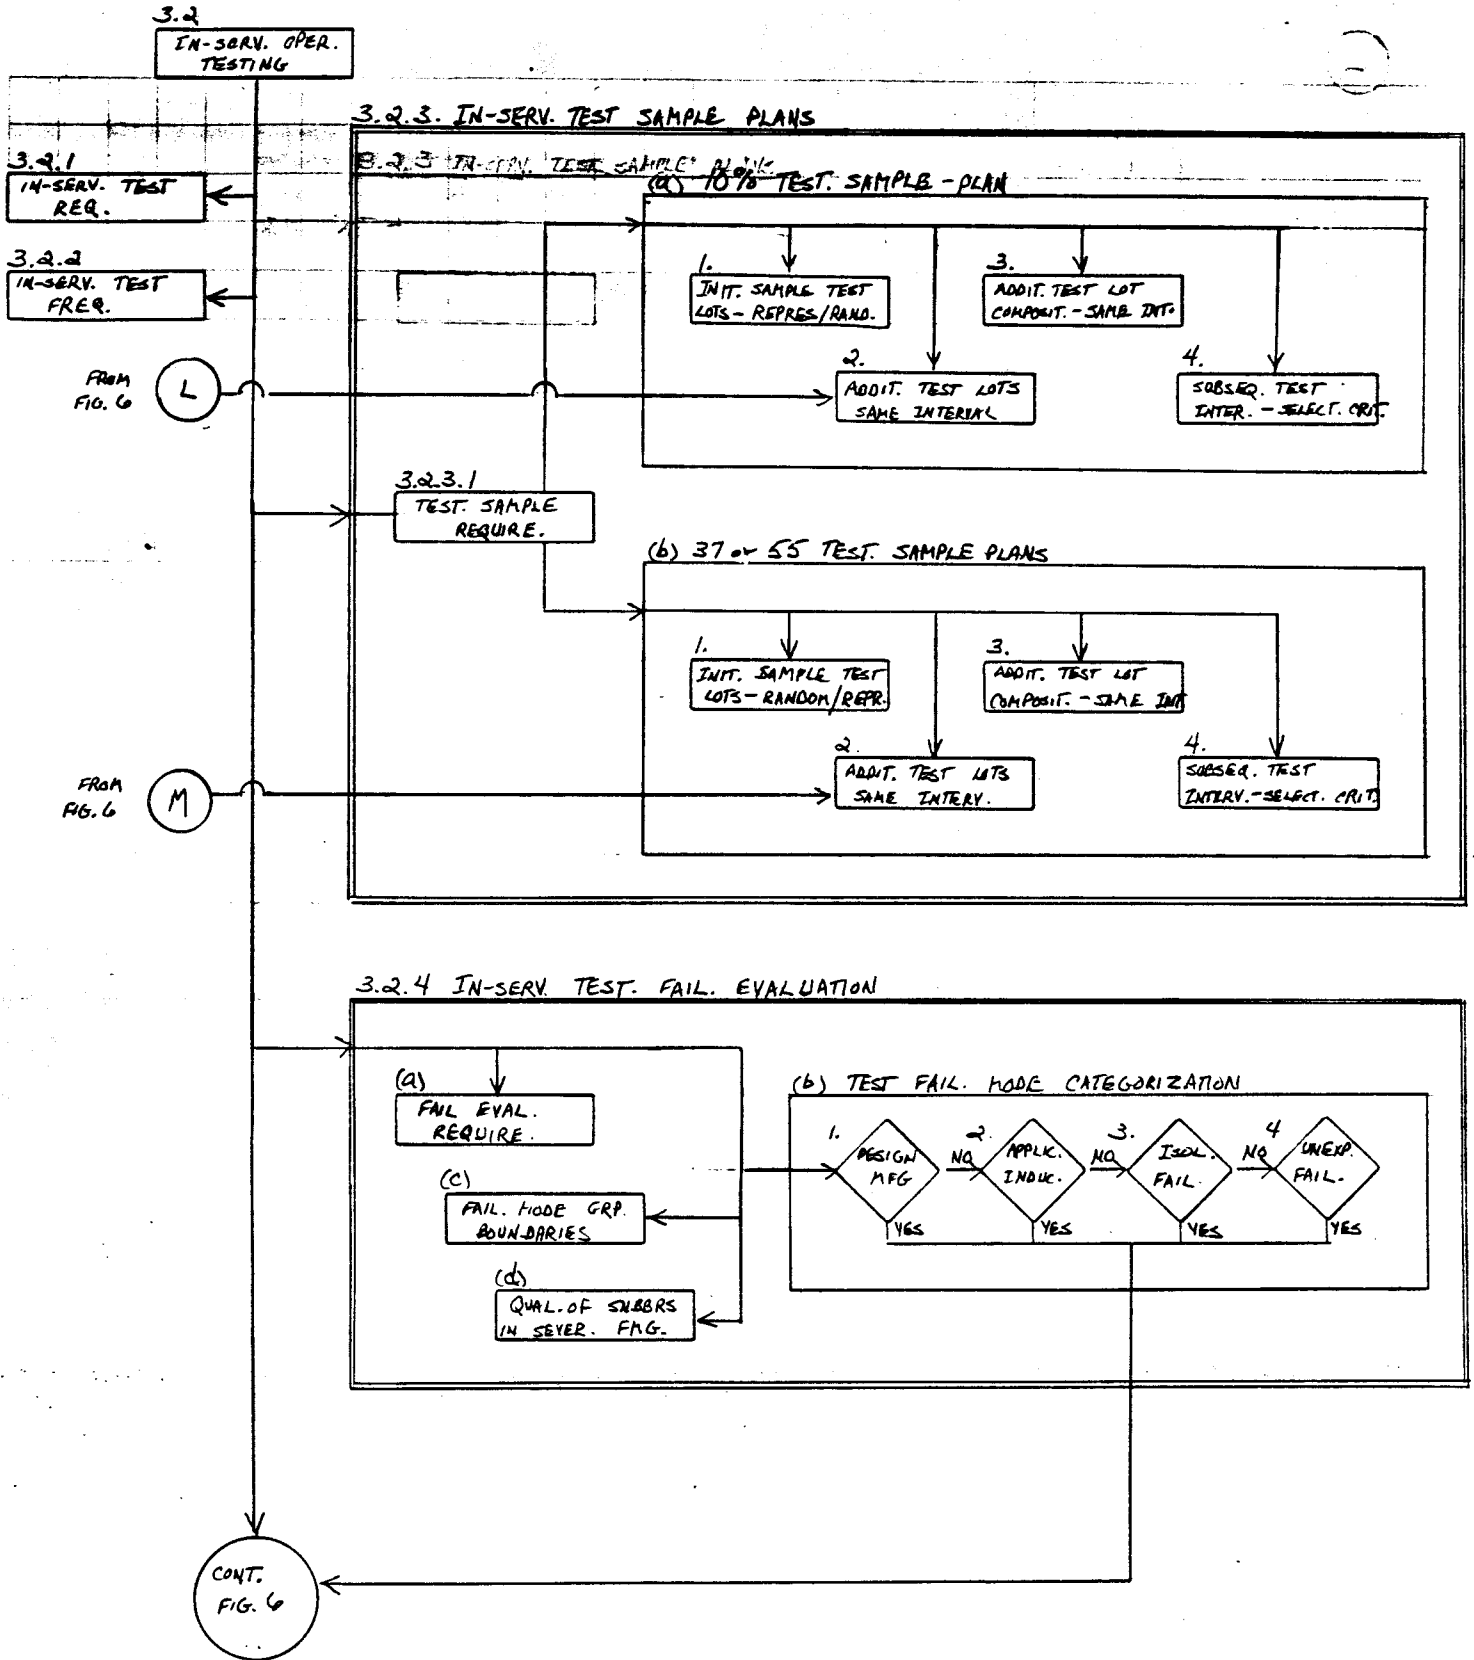 3.2
IN-SERV. OPER.
TESTING
3.2.3. IN-SERV. TEST SAMPLE PLANS
3.2.3 IN-SERV. TEST SAMPLE
3.2.1
IN-SERV. TEST
REQ.
(a) 10% TEST. SAMPLE-PLAN
3.2.2
IN-SERV. TEST
FREQ.
1.
INIT. SAMPLE TEST
LOTS-REPRES/RAND.
3.
ADDIT. TEST LOT
COMPOSIT.-SAME INT.
FROM
FIG. 6
L
2.
ADDIT. TEST LOTS
SAME INTERVAL
4.
SUBSEQ. TEST
INTER.-SELECT. CRIT.
3.2.3.1
TEST. SAMPLE
REQUIRE.
(b) 37 or 55 TEST. SAMPLE PLANS
1.
INIT. SAMPLE TEST
LOTS-RANDOM/REPR.
3.
ADDIT. TEST LOT
COMPOSIT.-SAME INT
FROM
FIG. 6
M
2.
ADDIT. TEST LOTS
SAME INTERV.
4.
SUBSEQ. TEST
INTERV.-SELECT. CRIT.
3.2.4 IN-SERV. TEST. FAIL. EVALUATION
(a)
FAIL EVAL.
REQUIRE.
(b) TEST FAIL. MODE CATEGORIZATION
1.
DESIGN
MFG
NO
YES
2.
APPLIC.
INDUC.
NO
YES
3.
ISOL.
FAIL.
NO
YES
4
UNEXP.
FAIL.
YES
(c)
FAIL. MODE GRP.
BOUNDARIES
(d)
QUAL. OF SNBBRS
IN SEVER. FMG.
CONT.
FIG. 6